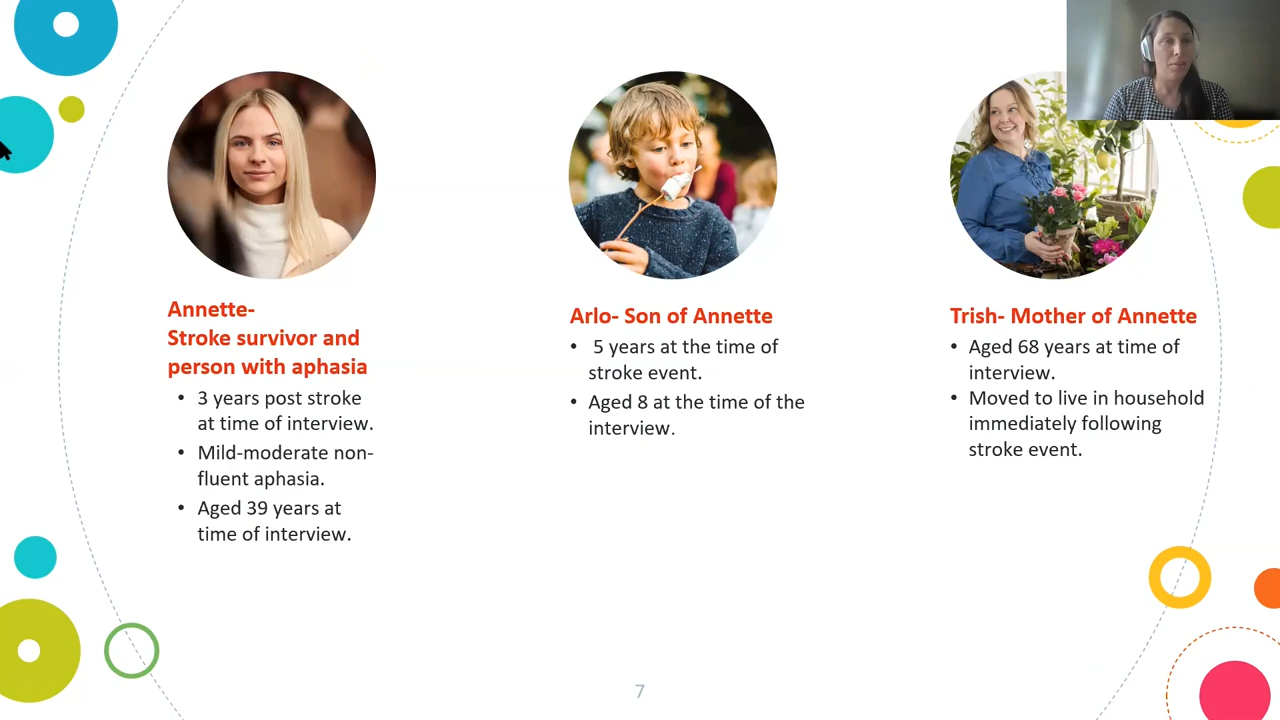 Annette-
Stroke survivor and
person with aphasia
• 3 years post stroke
at time of interview.
• Mild-moderate non-
fluent aphasia.
• Aged 39 years at
time of interview.
Arlo- Son of Annette
• 5 years at the time of
stroke event.
• Aged 8 at the time of the
interview.
Trish- Mother of Annette
• Aged 68 years at time of
interview.
• Moved to live in household
immediately following
stroke event.
7